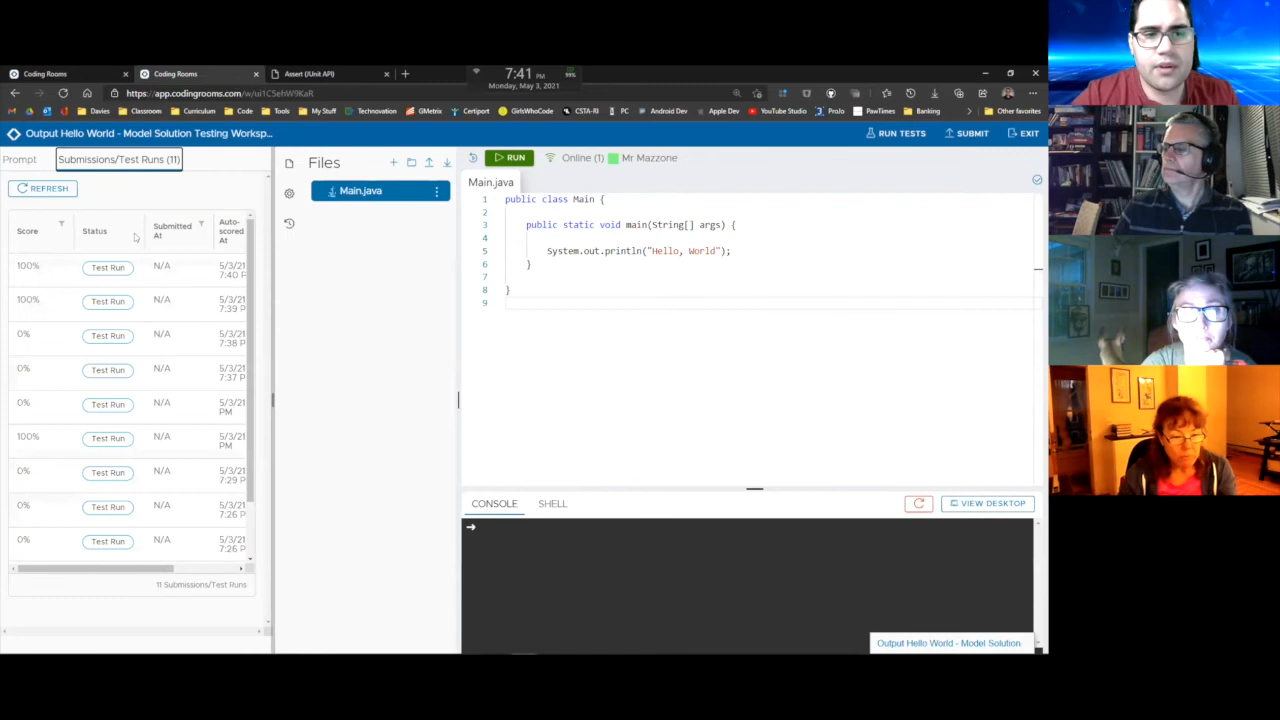 Coding Rooms
Coding Rooms
Assert (JUnit API)
7:41 PM
99%
Monday, May 3, 2021
https://app.codingrooms.com/w/ui1C5ehW9KaR
Davies
Classroom
Curriculum
Code
Tools
My Stuff
Technovation
GMetrix
Certiport
GirlsWhoCode
CSTA-RI
PC
Android Dev
Apple Dev
YouTube Studio
ProJo
PawTimes
Banking
Other favorites
Output Hello World - Model Solution Testing Worksp...
RUN TESTS
SUBMIT
EXIT
Prompt
Submissions/Test Runs (11)
REFRESH
Files
RUN
Online (1)
Mr Mazzone
Main.java
Main.java
Score
Status
Submitted At
Auto-scored At
100% Test Run N/A 5/3/21 7:40 P
100% Test Run N/A 5/3/21 7:39 P
0% Test Run N/A 5/3/21 7:38 P
0% Test Run N/A 5/3/21 7:37 P
0% Test Run N/A 5/3/21 PM
100% Test Run N/A 5/3/21 PM
0% Test Run N/A 5/3/21 7:29 P
0% Test Run N/A 5/3/21 7:26 P
0% Test Run N/A 5/3/21 7:26 P
11 Submissions/Test Runs
1 public class Main {
2
3 public static void main(String[] args) {
4
5 System.out.println("Hello, World");
6 }
7
8 }
9
CONSOLE
SHELL
VIEW DESKTOP
Output Hello World - Model Solution